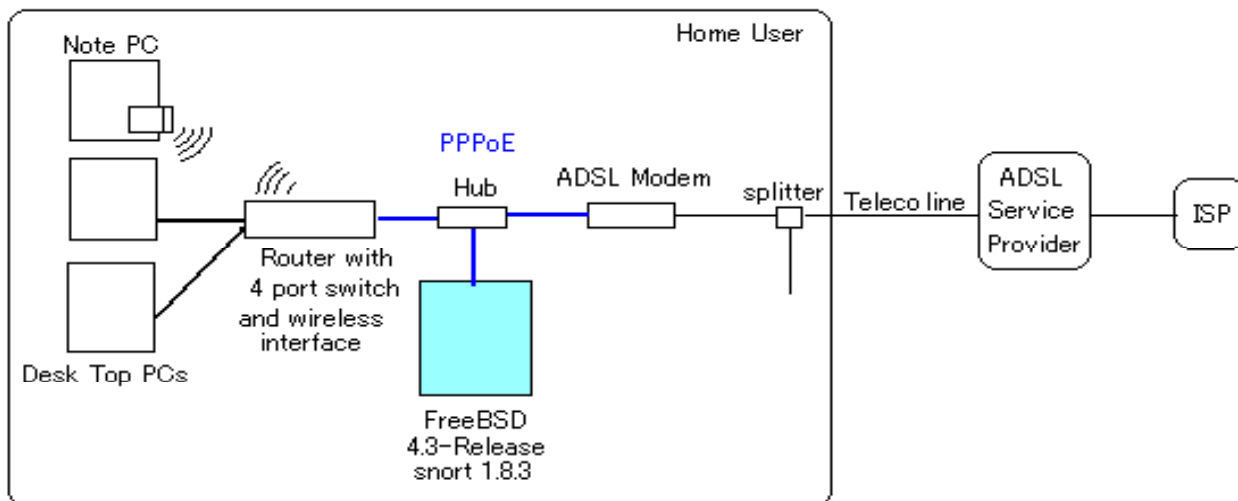 Home User
Note PC
PPPoE
Hub
ADSL Modem
splitter
Teleco line
ADSL
Service
Provider
ISP
Router with
4 port switch
and wireless
interface
Desk Top PCs
FreeBSD
4.3-Release
snort 1.8.3